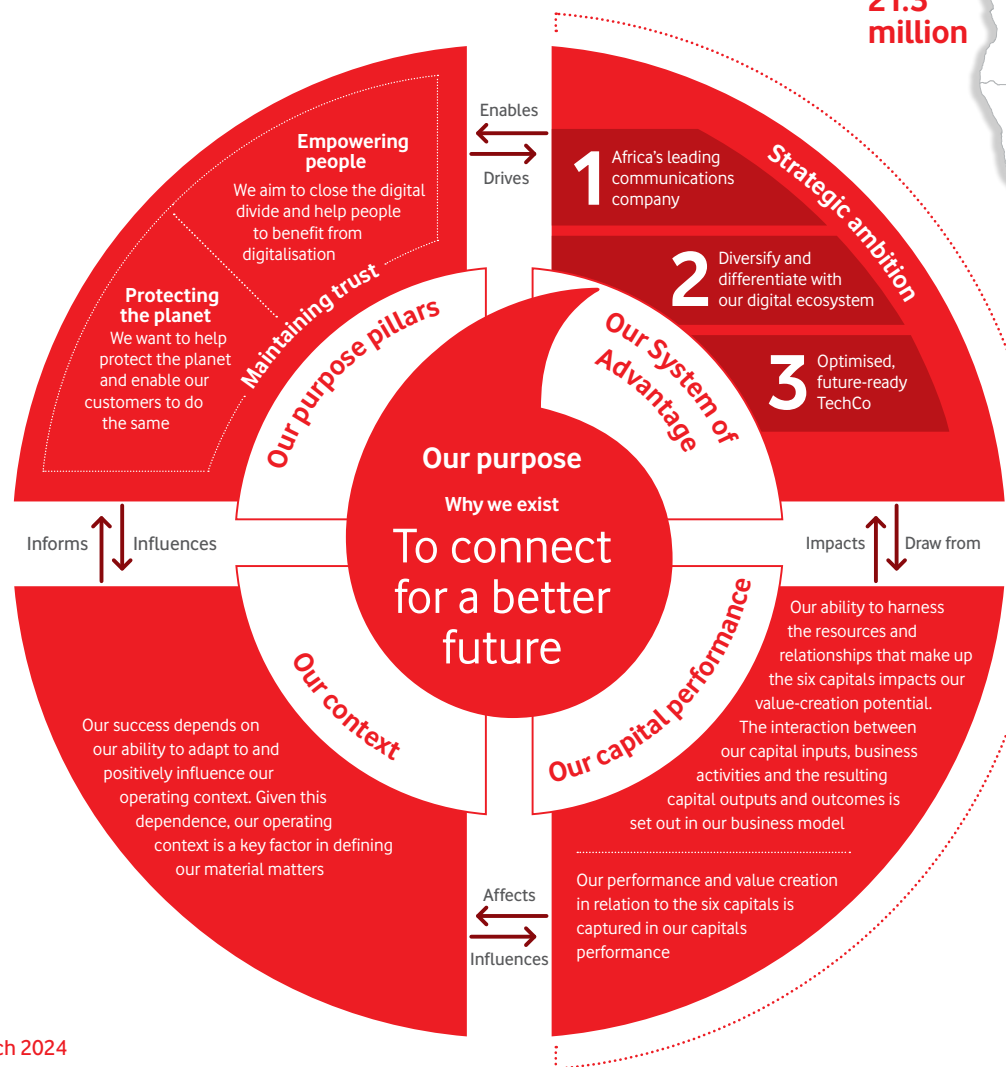 21.3
million
Enables
Drives
Empowering
people
We aim to close the digital
divide and help people
to benefit from
digitalisation
Protecting
the planet
We want to help
protect the planet
and enable our
customers to do
the same
Maintaining trust
Our purpose pillars
1 Africa's leading
communications
company
2 Diversify and
differentiate with
our digital ecosystem
3 Optimised,
future-ready
TechCo
Strategic ambition
Our System of
Advantage
Our purpose
Why we exist
To connect
for a better
future
Informs
Influences
Impacts
Draw from
Our context
Our success depends on
our ability to adapt to and
positively influence our
operating context. Given this
dependence, our operating
context is a key factor in defining
our material matters
Our capital performance
Our ability to harness
the resources and
relationships that make up
the six capitals impacts our
value-creation potential.
The interaction between
our capital inputs, business
activities and the resulting
capital outputs and outcomes is
set out in our business model
Our performance and value creation
in relation to the six capitals is
captured in our capitals
performance
Affects
Influences
ch 2024